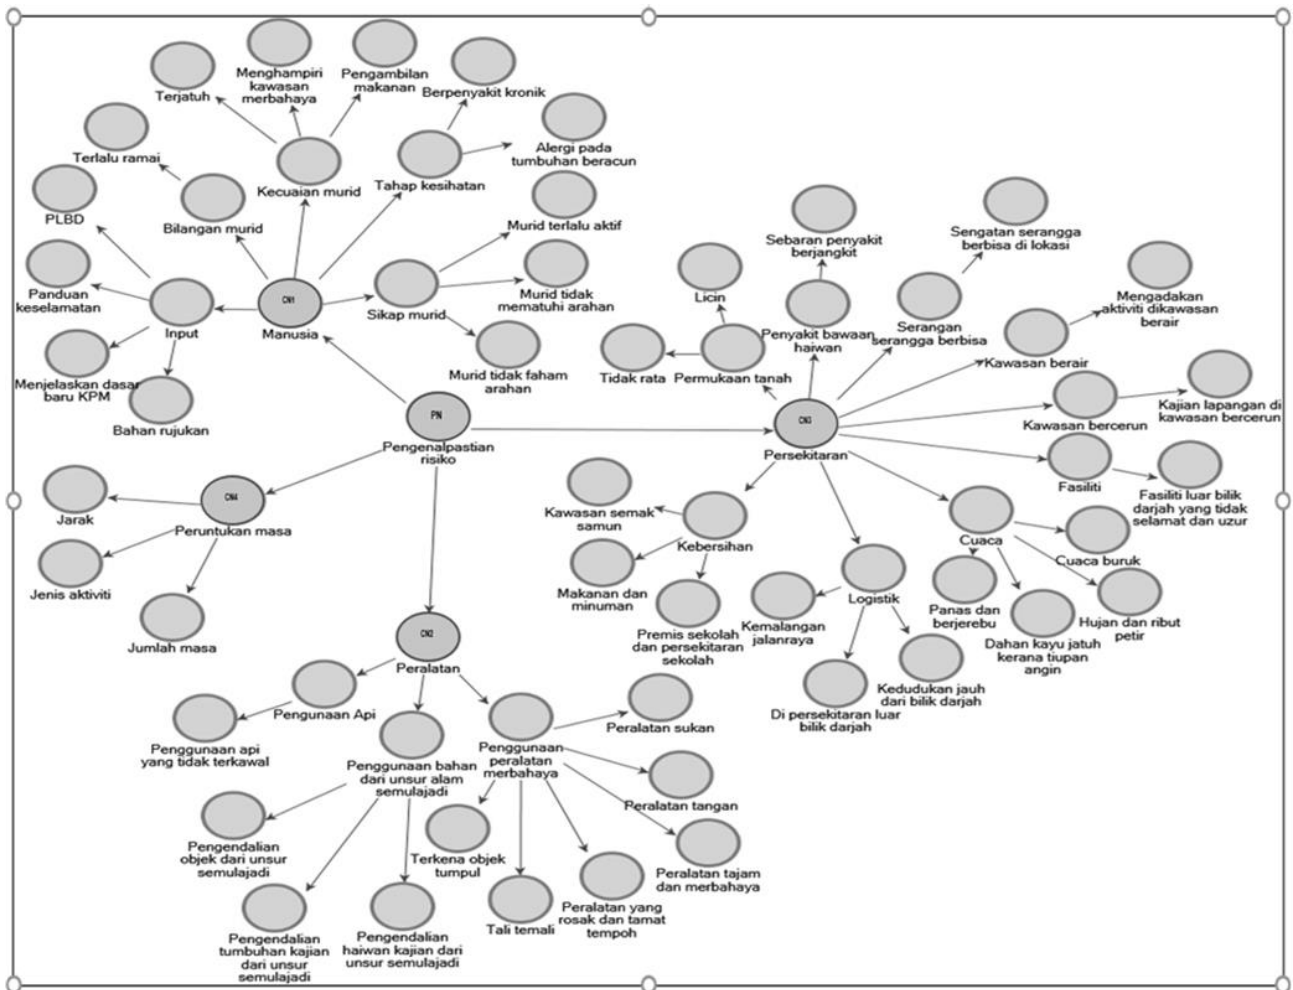 Terjatuh
Menghampiri
kawasan
merbahaya
Pengambilan
makanan
Berpenyakit kronik
Alergi pada
tumbuhan beracun
Terlalu ramai
Kecuaian murid
Tahap kesihatan
PLBD
Bilangan murid
Murid terlalu aktif
Panduan
keselamatan
Input
CN1
Manusia
Sikap murid
Murid tidak
mematuhi arahan
Menjelaskan dasar
baru KPM
Bahan rujukan
Murid tidak faham
arahan
PN
Pengenalpastian
risiko
Sebaran penyakit
berjangkit
Sengatan serangga
berbisa di lokasi
Licin
Penyakit bawaan
haiwan
Serangan
serangga berbisa
Mengadakan
aktiviti dikawasan
berair
Tidak rata
Permukaan tanah
Kawasan berair
Kawasan bercerun
Kajian lapangan di
kawasan bercerun
CN3
Persekitaran
Fasiliti
Fasiliti luar bilik
darjah yang tidak
selamat dan uzur
CN4
Peruntukan masa
Jarak
Jenis aktiviti
Jumlah masa
Kawasan semak
samun
Kebersihan
Makanan dan
minuman
Premis sekolah
dan persekitaran
sekolah
Cuaca
Cuaca buruk
Panas dan
berjerebu
Dahan kayu jatuh
kerana tiupan
angin
Hujan dan ribut
petir
Logistik
Kemalangan
jalanraya
Di persekitaran luar
bilik darjah
Kedudukan jauh
dari bilik darjah
CN2
Peralatan
Pengunaan Api
Penggunaan api
yang tidak terkawal
Penggunaan bahan
dari unsur alam
semulajadi
Penggunaan
peralatan
merbahaya
Peralatan sukan
Peralatan tangan
Peralatan tajam
dan merbahaya
Pengendalian
objek dari unsur
semulajadi
Terkena objek
tumpul
Pengendalian
tumbuhan kajian
dari unsur
semulajadi
Pengendalian
haiwan kajian dari
unsur semulajadi
Tali temali
Peralatan yang
rosak dan tamat
tempoh